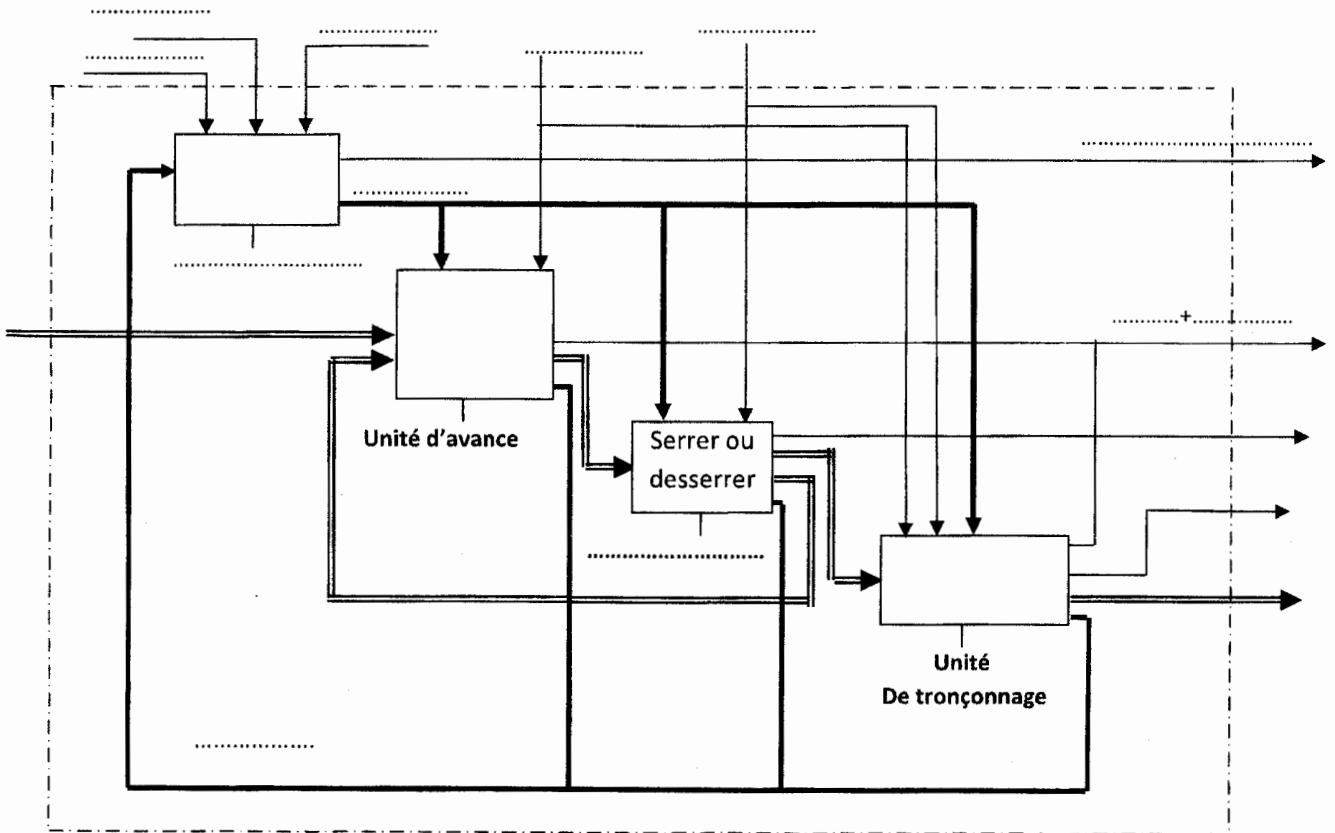 ....................
....................
....................
....................
....................
.......................................
...................
................................
...........+.................
Unité d'avance
Serrer ou
desserrer
..............................
Unité
De tronçonnage
....................